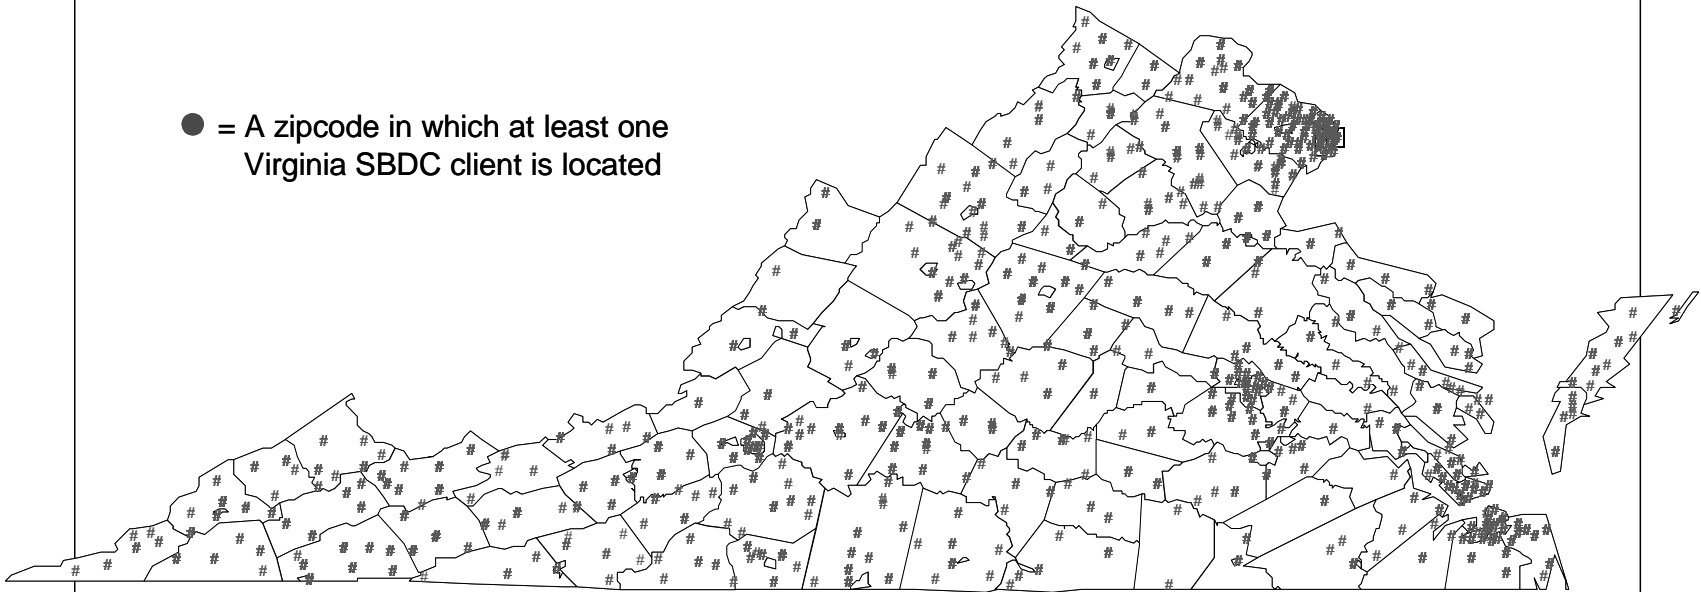 = A zipcode in which at least one
Virginia SBDC client is located